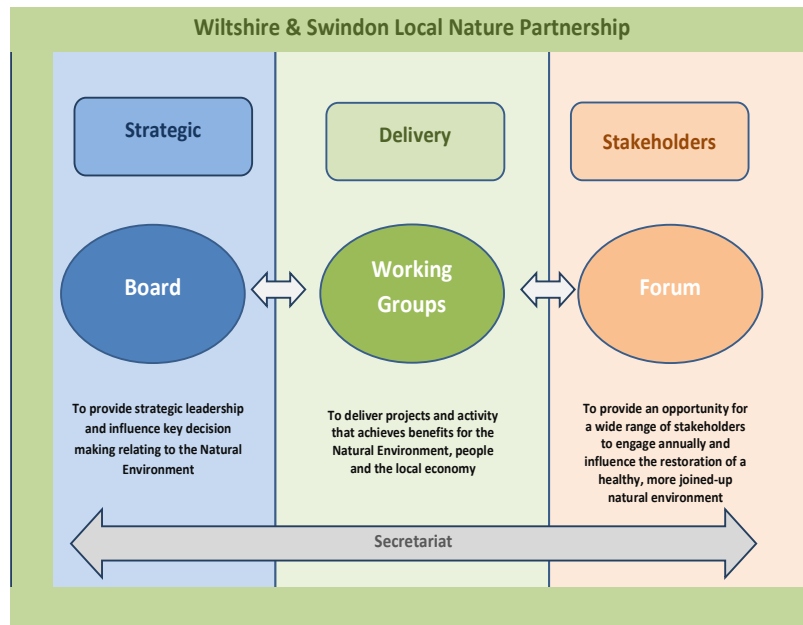 Wiltshire & Swindon Local Nature Partnership
Strategic
Delivery
Stakeholders
Board
Working
Groups
Forum
To provide strategic leadership
and influence key decision
making relating to the Natural
Environment
To deliver projects and activity
that achieves benefits for the
Natural Environment, people
and the local economy
To provide an opportunity for
a wide range of stakeholders
to engage annually and
influence the restoration of a
healthy, more joined-up
natural environment
Secretariat